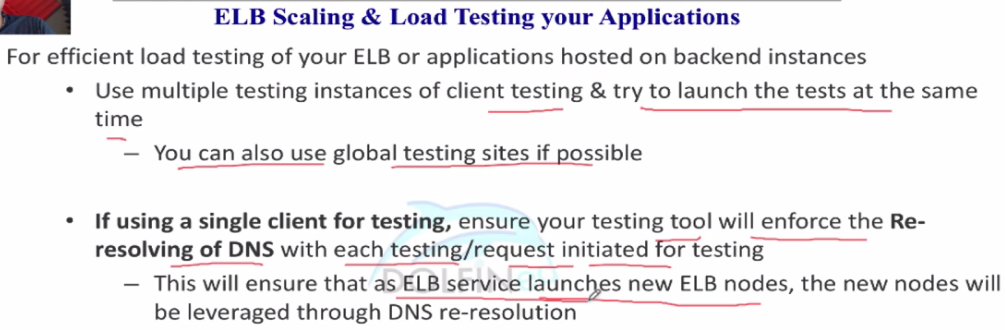 ELB Scaling & Load Testing your Applications
For efficient load testing of your ELB or applications hosted on backend instances
• Use multiple testing instances of client testing & try to launch the tests at the same
time
– You can also use global testing sites if possible
• If using a single client for testing, ensure your testing tool will enforce the Re-
resolving of DNS with each testing/request initiated for testing
– This will ensure that as ELB service launches new ELB nodes, the new nodes will
be leveraged through DNS re-resolution